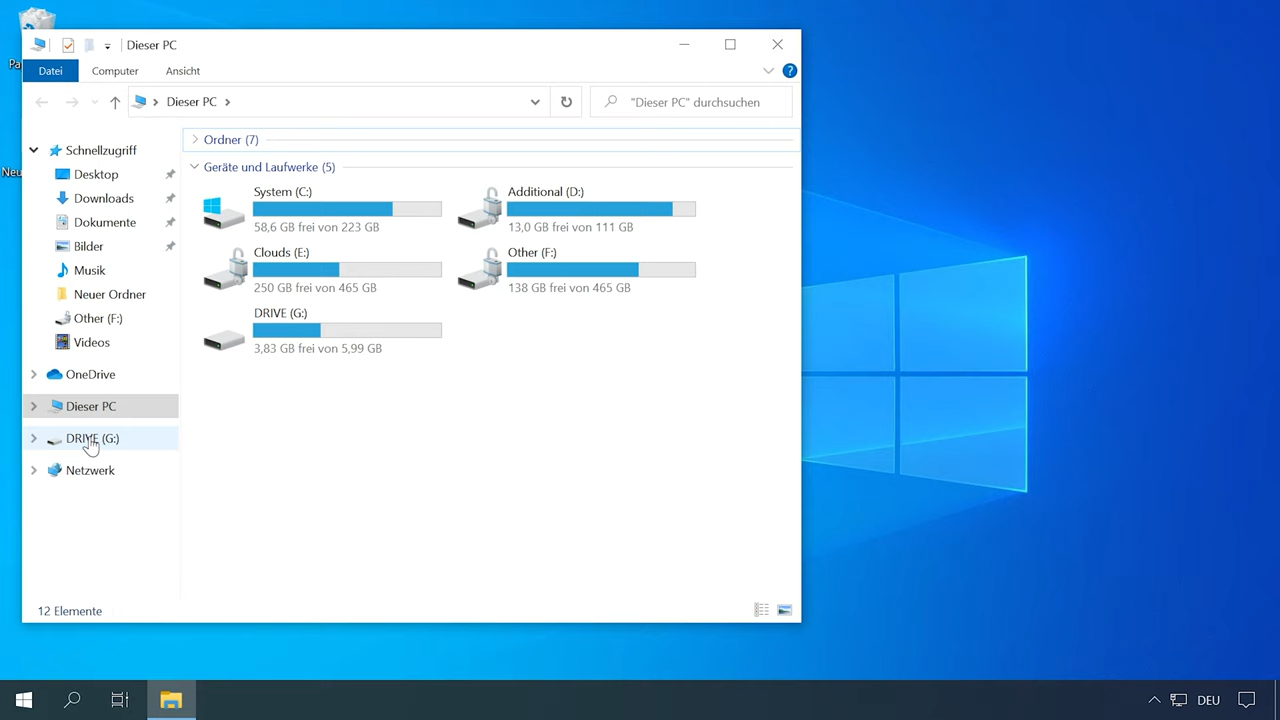 Dieser PC
Datei
Computer
Ansicht
Dieser PC
"Dieser PC" durchsuchen
Schnellzugriff
Desktop
Downloads
Dokumente
Bilder
Musik
Neuer Ordner
Other (F:)
Videos
OneDrive
Dieser PC
DRIVE (G:)
Netzwerk
Ordner (7)
Geräte und Laufwerke (5)
System (C:)
58,6 GB frei von 223 GB
Additional (D:)
13,0 GB frei von 111 GB
Clouds (E:)
250 GB frei von 465 GB
Other (F:)
138 GB frei von 465 GB
DRIVE (G:)
3,83 GB frei von 5,99 GB
12 Elemente
Pa
Neu
DEU